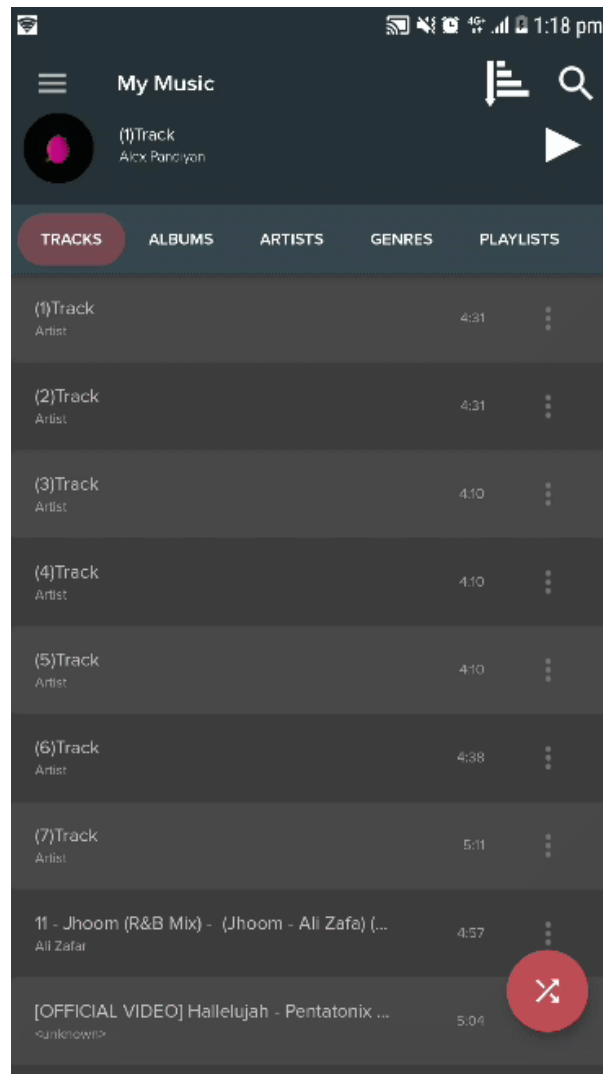 4G+ 1:18 pm
My Music
(1)Track
Alex Pandiyan
TRACKS ALBUMS ARTISTS GENRES PLAYLISTS
(1)Track
Artist
4:31
(2)Track
Artist
4:31
(3)Track
Artist
4:10
(4)Track
Artist
4:10
(5)Track
Artist
4:10
(6)Track
Artist
4:38
(7)Track
Artist
5:11
11 - Jhoom (R&B Mix) - (Jhoom - Ali Zafa) (...
Ali Zafar
4:57
[OFFICIAL VIDEO] Hallelujah - Pentatonix ...
<unknown>
5:04